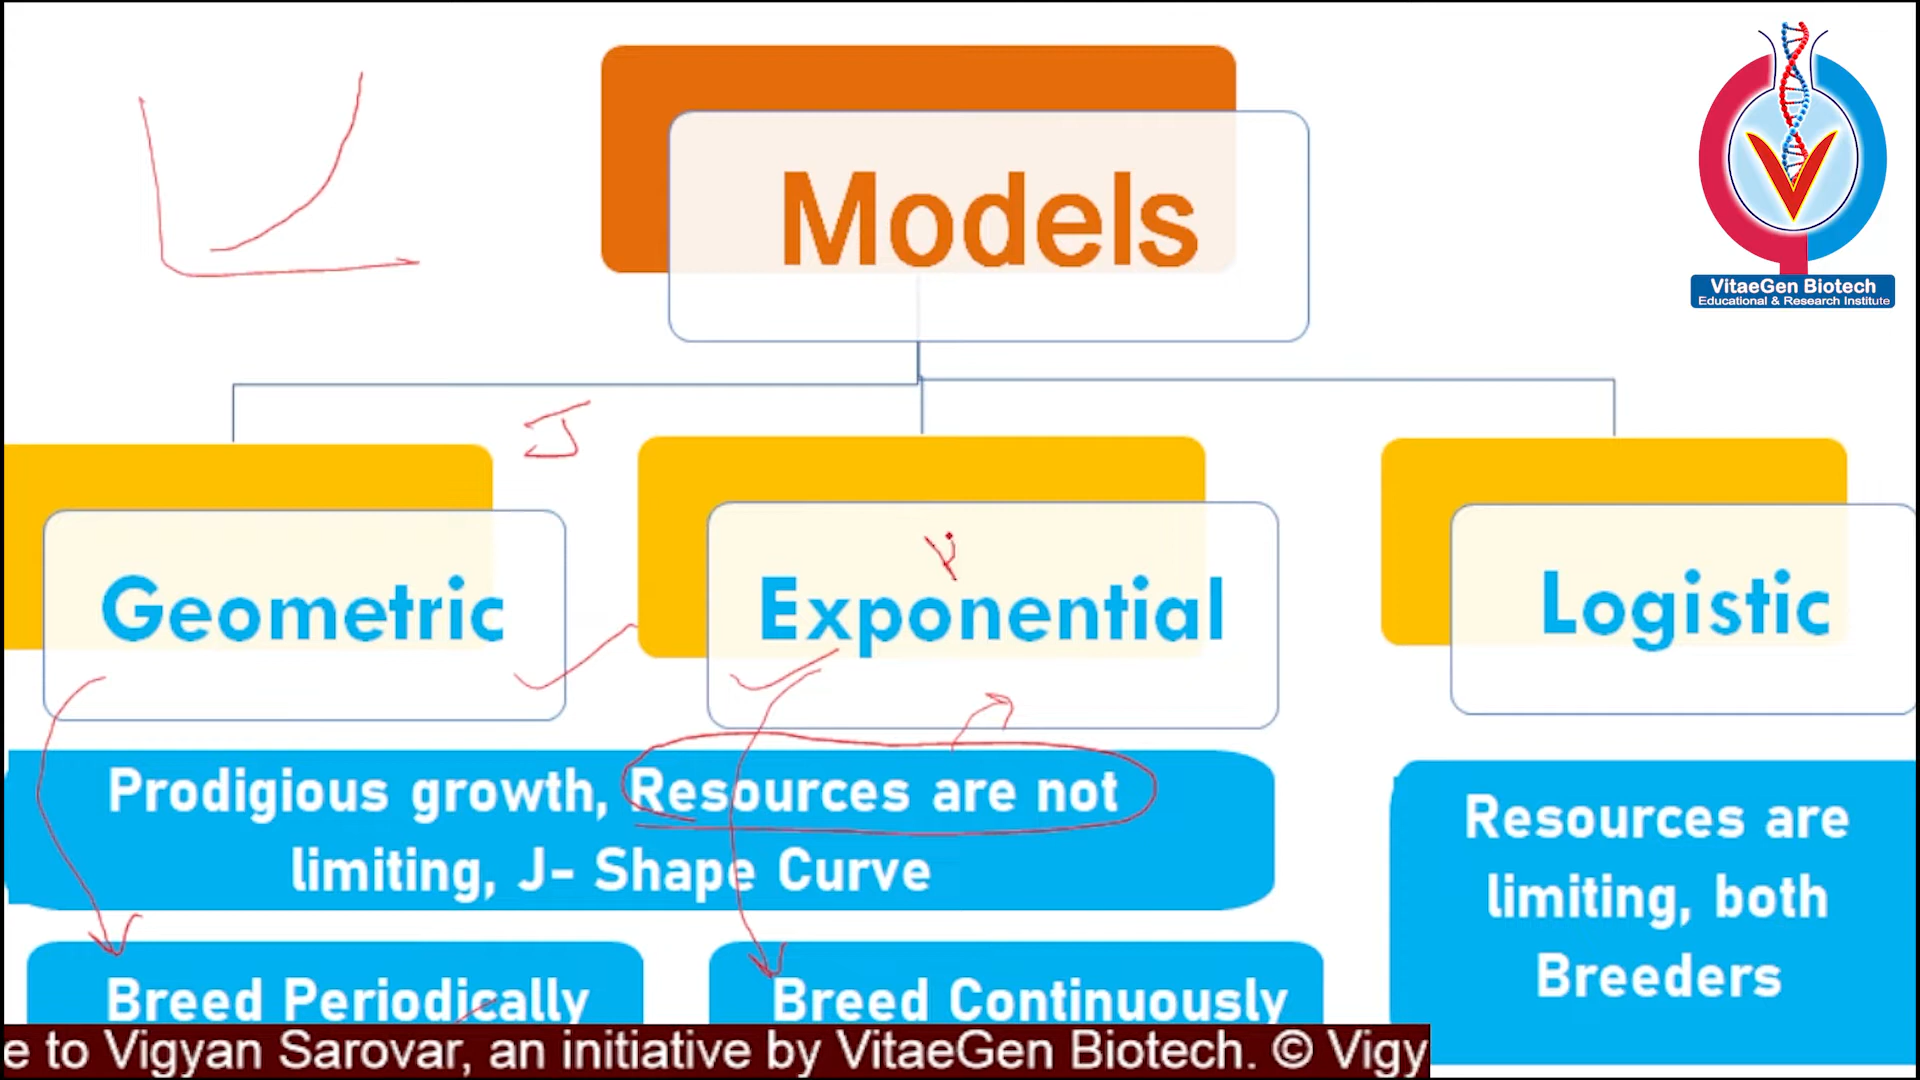 Models
VitaeGen Biotech
Educational & Research Institute
J
Geometric
Exponential
Logistic
Prodigious growth, Resources are not
limiting, J- Shape Curve
Resources are
limiting, both
Breeders
Breed Periodically
Breed Continuously
e to Vigyan Sarovar, an initiative by VitaeGen Biotech. © Vigy